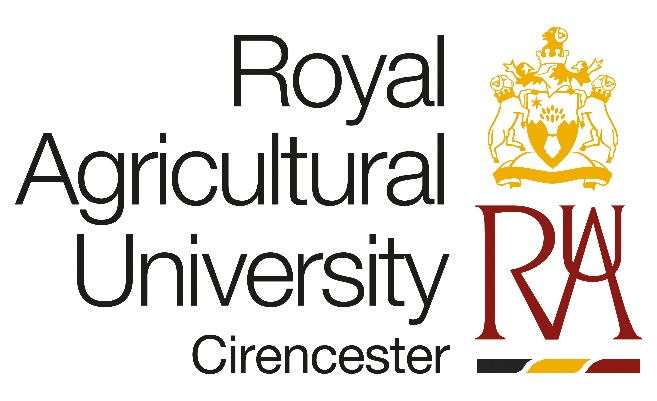 Royal
Agricultural
University
Cirencester
RAU